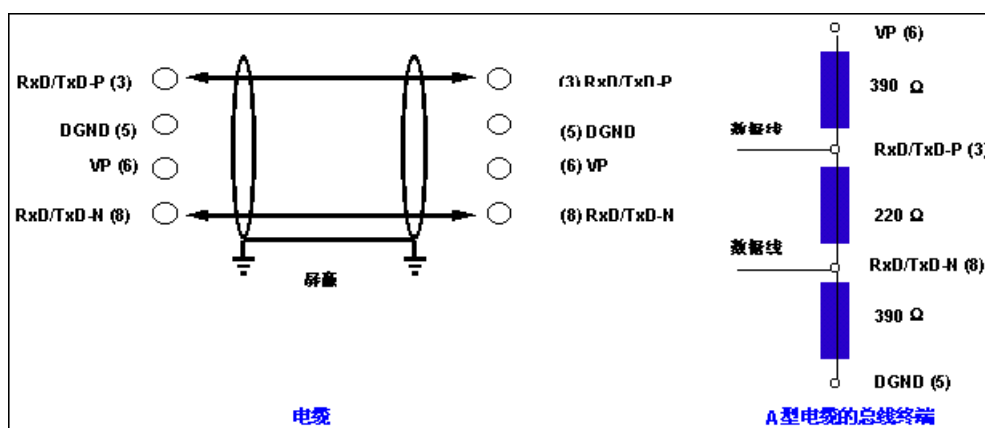 RxD/TxD-P (3)
DGND (5)
VP (6)
RxD/TxD-N (8)
(3) RxD/TxD-P
(5) DGND
(6) VP
(8) RxD/TxD-N
屏蔽
电缆
VP (6)
390 Ω
数据线
RxD/TxD-P (3)
220 Ω
数据线
RxD/TxD-N (8)
390 Ω
DGND (5)
A型电缆的总线终端